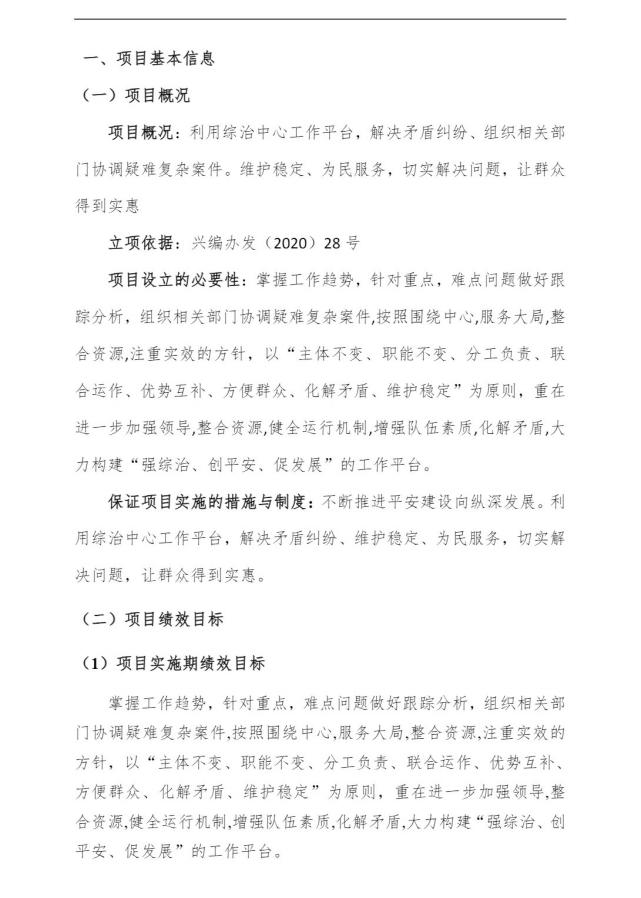 一、项目基本信息
（一）项目概况
项目概况：利用综治中心工作平台，解决矛盾纠纷、组织相关部
门协调疑难复杂案件。维护稳定、为民服务，切实解决问题，让群众
得到实惠
立项依据：兴编办发（2020）28 号
项目设立的必要性：掌握工作趋势，针对重点，难点问题做好跟
踪分析，组织相关部门协调疑难复杂案件,按照围绕中心,服务大局,整
合资源,注重实效的方针，以“主体不变、职能不变、分工负责、联
合运作、优势互补、方便群众、化解矛盾、维护稳定”为原则，重在
进一步加强领导,整合资源,健全运行机制,增强队伍素质,化解矛盾,大
力构建“强综治、创平安、促发展”的工作平台。
保证项目实施的措施与制度：不断推进平安建设向纵深发展。利
用综治中心工作平台，解决矛盾纠纷、维护稳定、为民服务，切实解
决问题，让群众得到实惠。
（二）项目绩效目标
（1）项目实施期绩效目标
掌握工作趋势，针对重点，难点问题做好跟踪分析，组织相关部
门协调疑难复杂案件,按照围绕中心,服务大局,整合资源,注重实效的
方针，以“主体不变、职能不变、分工负责、联合运作、优势互补、
方便群众、化解矛盾、维护稳定”为原则，重在进一步加强领导,整
合资源,健全运行机制,增强队伍素质,化解矛盾,大力构建“强综治、创
平安、促发展”的工作平台。